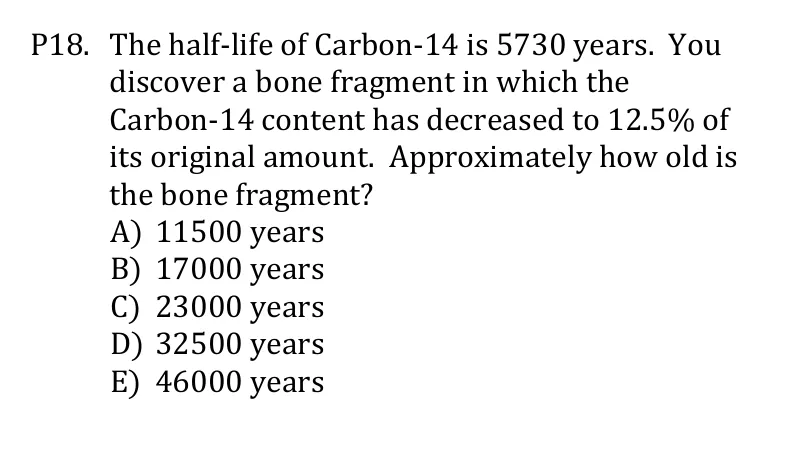 P18. The half-life of Carbon-14 is 5730 years. You
discover a bone fragment in which the
Carbon-14 content has decreased to 12.5% of
its original amount. Approximately how old is
the bone fragment?
A) 11500 years
B) 17000 years
C) 23000 years
D) 32500 years
E) 46000 years